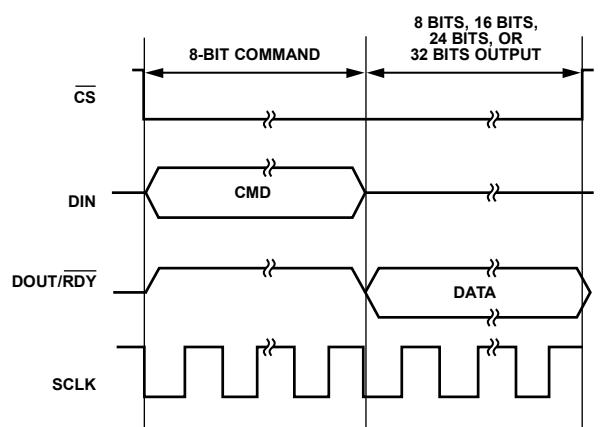 8 BITS, 16 BITS,
24 BITS, OR
32 BITS OUTPUT
8-BIT COMMAND
CS
DIN
CMD
DOUT/RDY
DATA
SCLK